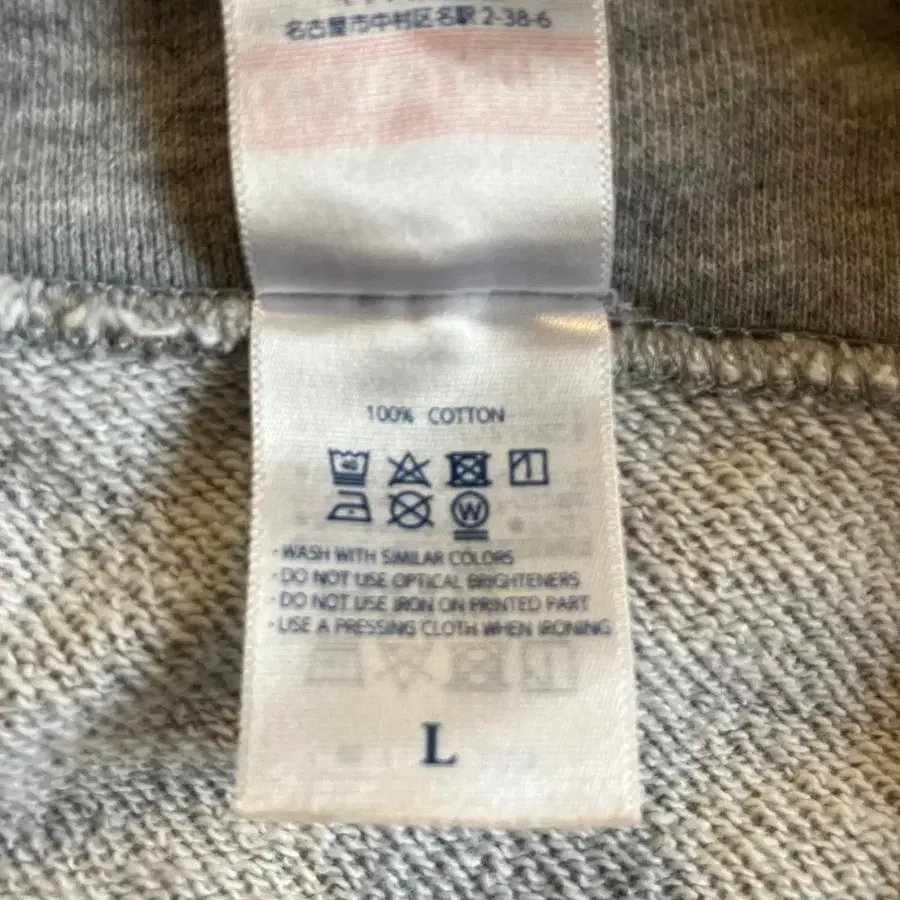 名古屋市中村区名駅 2-38-6
100% COTTON
40
W
- WASH WITH SIMILAR COLORS
- DO NOT USE OPTICAL BRIGHTENERS
- DO NOT USE IRON ON PRINTED PART
- USE A PRESSING CLOTH WHEN IRONING
L